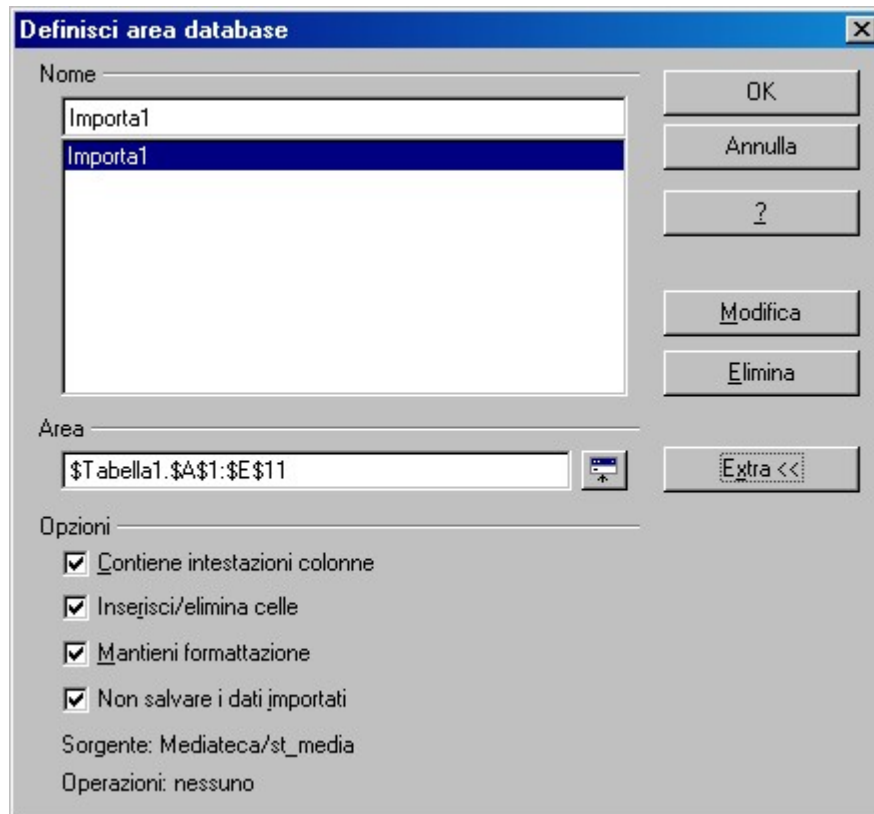 Definisci area database
Nome
Importa1
Importa1
OK
Annulla
?
Modifica
Elimina
Area
$Tabella1.$A$1:$E$11
Extra <<
Opzioni
Contiene intestazioni colonne
Inserisci/elimina celle
Mantieni formattazione
Non salvare i dati importati
Sorgente: Mediateca/st_media
Operazioni: nessuno